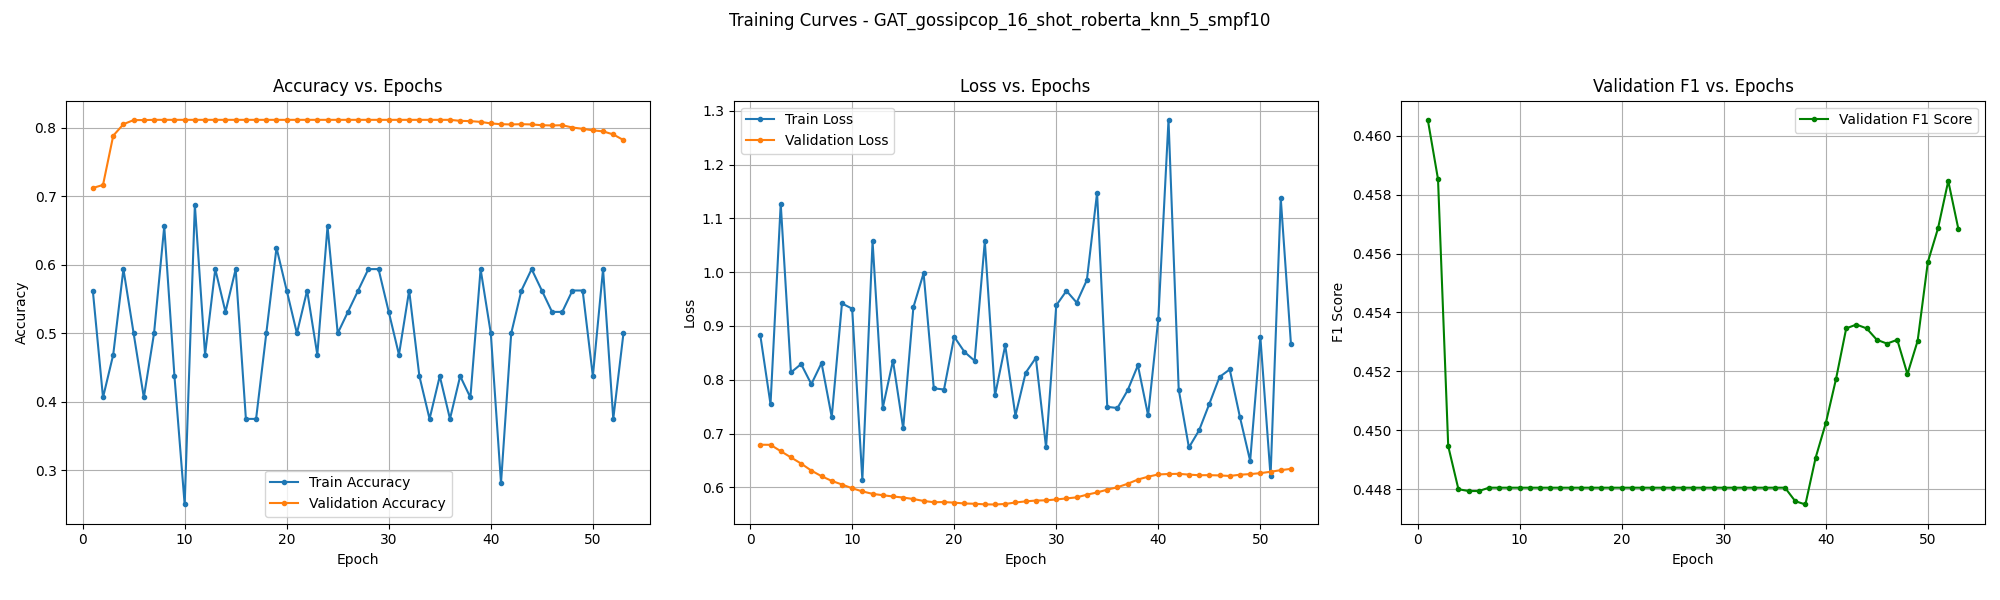 Training Curves - GAT_gossipcop_16_shot_roberta_knn_5_smpf10
Accuracy vs. Epochs
Accuracy
0.8
0.7
0.6
0.5
0.4
0.3
Train Accuracy
Validation Accuracy
0 10 20 30 40 50
Epoch
Loss vs. Epochs
Loss
1.3
1.2
1.1
1.0
0.9
0.8
0.7
0.6
Train Loss
Validation Loss
0 10 20 30 40 50
Epoch
Validation F1 vs. Epochs
F1 Score
0.460
0.458
0.456
0.454
0.452
0.450
0.448
Validation F1 Score
0 10 20 30 40 50
Epoch